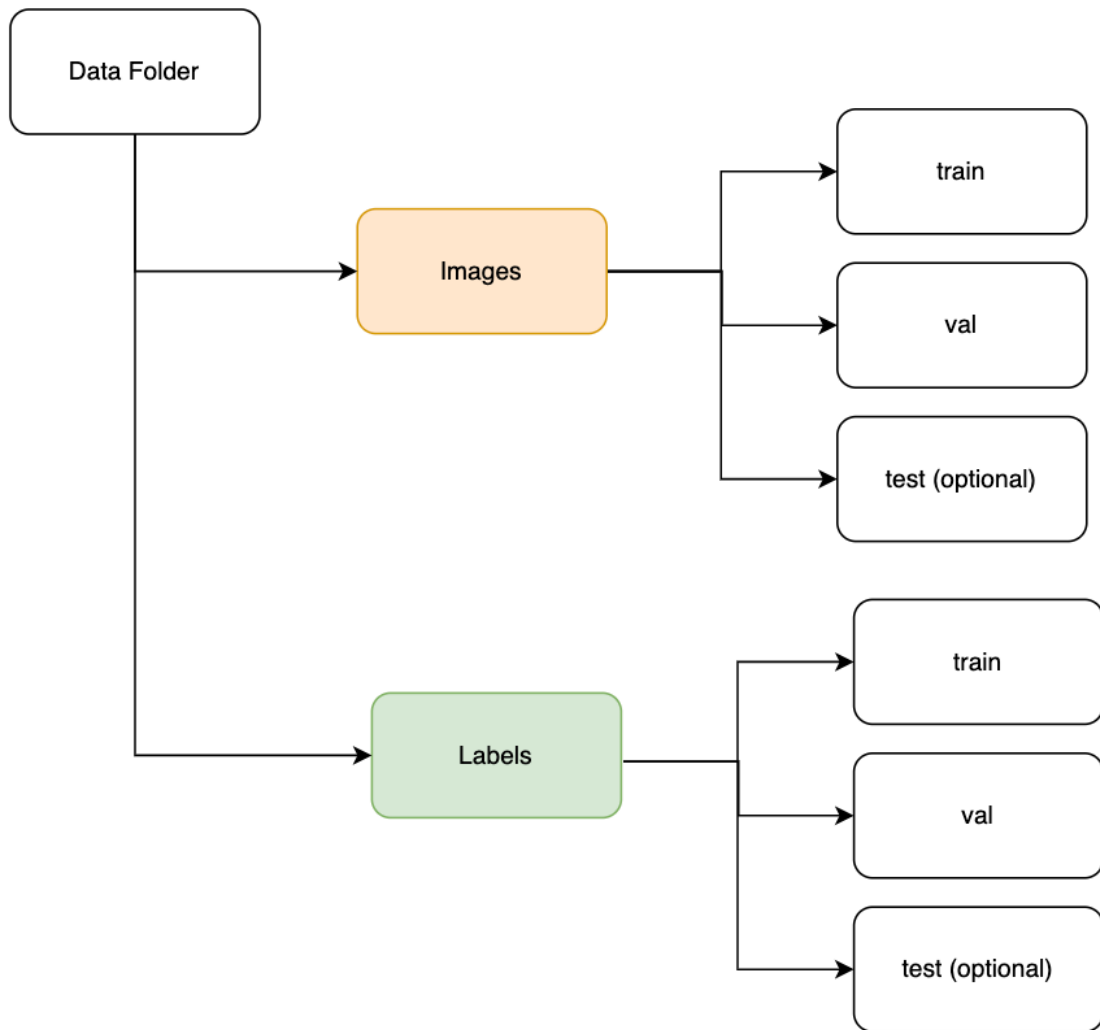 Data Folder
Images
train
val
test (optional)
Labels
train
val
test (optional)